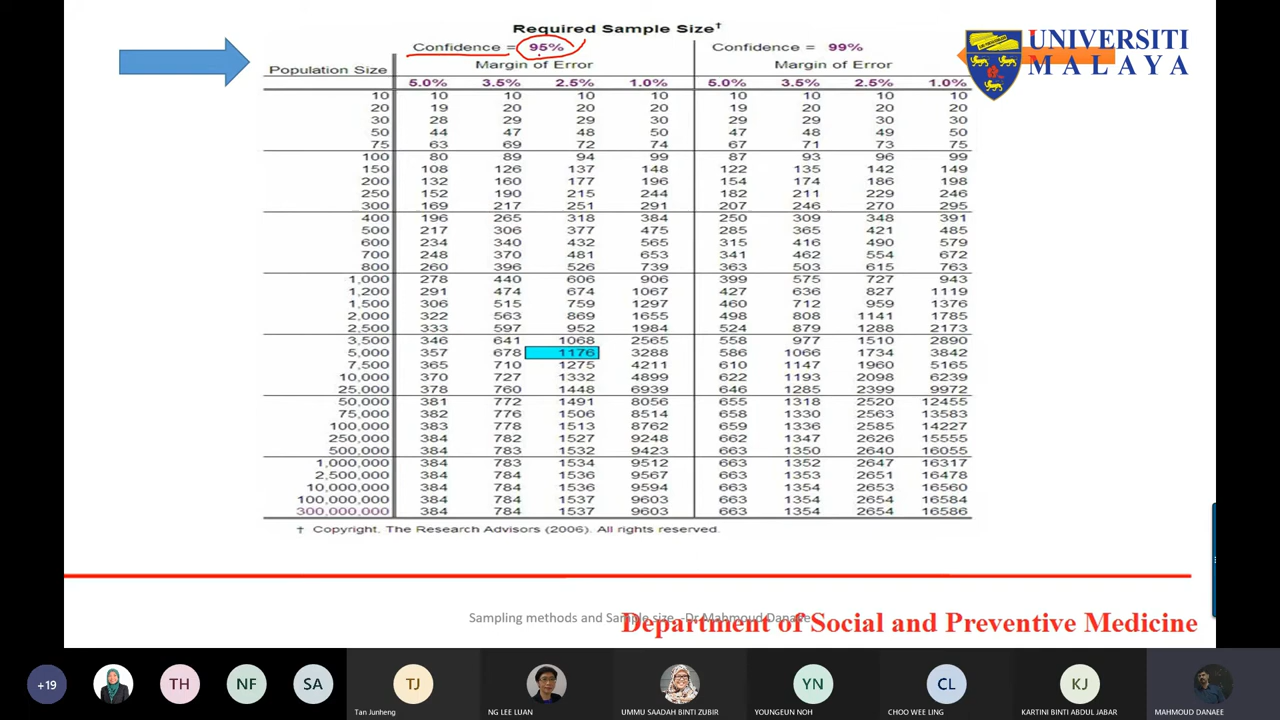 Required Sample Size†
Confidence = 95% Confidence = 99%
Population Size Margin of Error Margin of Error
5.0% 3.5% 2.5% 1.0% 5.0% 3.5% 2.5% 1.0%
10 10 10 10 10 10 10 10 10
20 19 20 20 20 19 20 20 20
30 28 29 29 30 29 29 30 30
50 44 47 48 50 47 48 49 50
75 63 69 72 74 67 71 73 75
100 80 89 94 99 87 93 96 99
150 108 126 137 148 122 135 142 149
200 132 160 177 196 154 174 186 198
250 152 190 215 244 182 211 229 246
300 169 217 251 291 207 246 270 295
400 196 265 318 384 250 309 348 391
500 217 306 377 475 285 365 421 485
600 234 340 432 565 315 416 490 579
700 248 370 481 653 341 462 554 672
800 260 396 526 739 363 503 615 763
1,000 278 440 606 906 399 575 727 943
1,200 291 474 674 1067 427 636 827 1119
1,500 306 515 759 1297 460 712 959 1376
2,000 322 563 869 1655 498 808 1141 1785
2,500 333 597 952 1984 524 879 1288 2173
3,500 346 641 1068 2565 558 977 1510 2890
5,000 357 678 1176 3288 586 1066 1734 3842
7,500 365 710 1275 4211 610 1147 1960 5165
10,000 370 727 1332 4899 622 1193 2098 6239
25,000 378 760 1448 6939 646 1285 2399 9972
50,000 381 772 1491 8056 655 1318 2520 12455
75,000 382 776 1506 8514 658 1330 2563 13583
100,000 383 778 1513 8762 659 1336 2585 14227
250,000 384 782 1527 9248 662 1347 2626 15555
500,000 384 783 1532 9423 663 1350 2640 16055
1,000,000 384 783 1534 9512 663 1352 2647 16317
2,500,000 384 784 1536 9567 663 1353 2651 16478
10,000,000 384 784 1536 9594 663 1354 2653 16560
100,000,000 384 784 1537 9603 663 1354 2654 16584
300,000,000 384 784 1537 9603 663 1354 2654 16586
† Copyright, The Research Advisors (2006). All rights reserved.
UNIVERSITI
MALAYA
Sampling methods and Sample size -Dr Mahmoud Danaee
Department of Social and Preventive Medicine
+19 TH NF SA TJ YN CL KJ
Tan Junheng NG LEE LUAN UMMU SAADAH BINTI ZUBIR YOUNGEUN NOH CHOO WEE LING KARTINI BINTI ABDUL JABAR MAHMOUD DANAEE